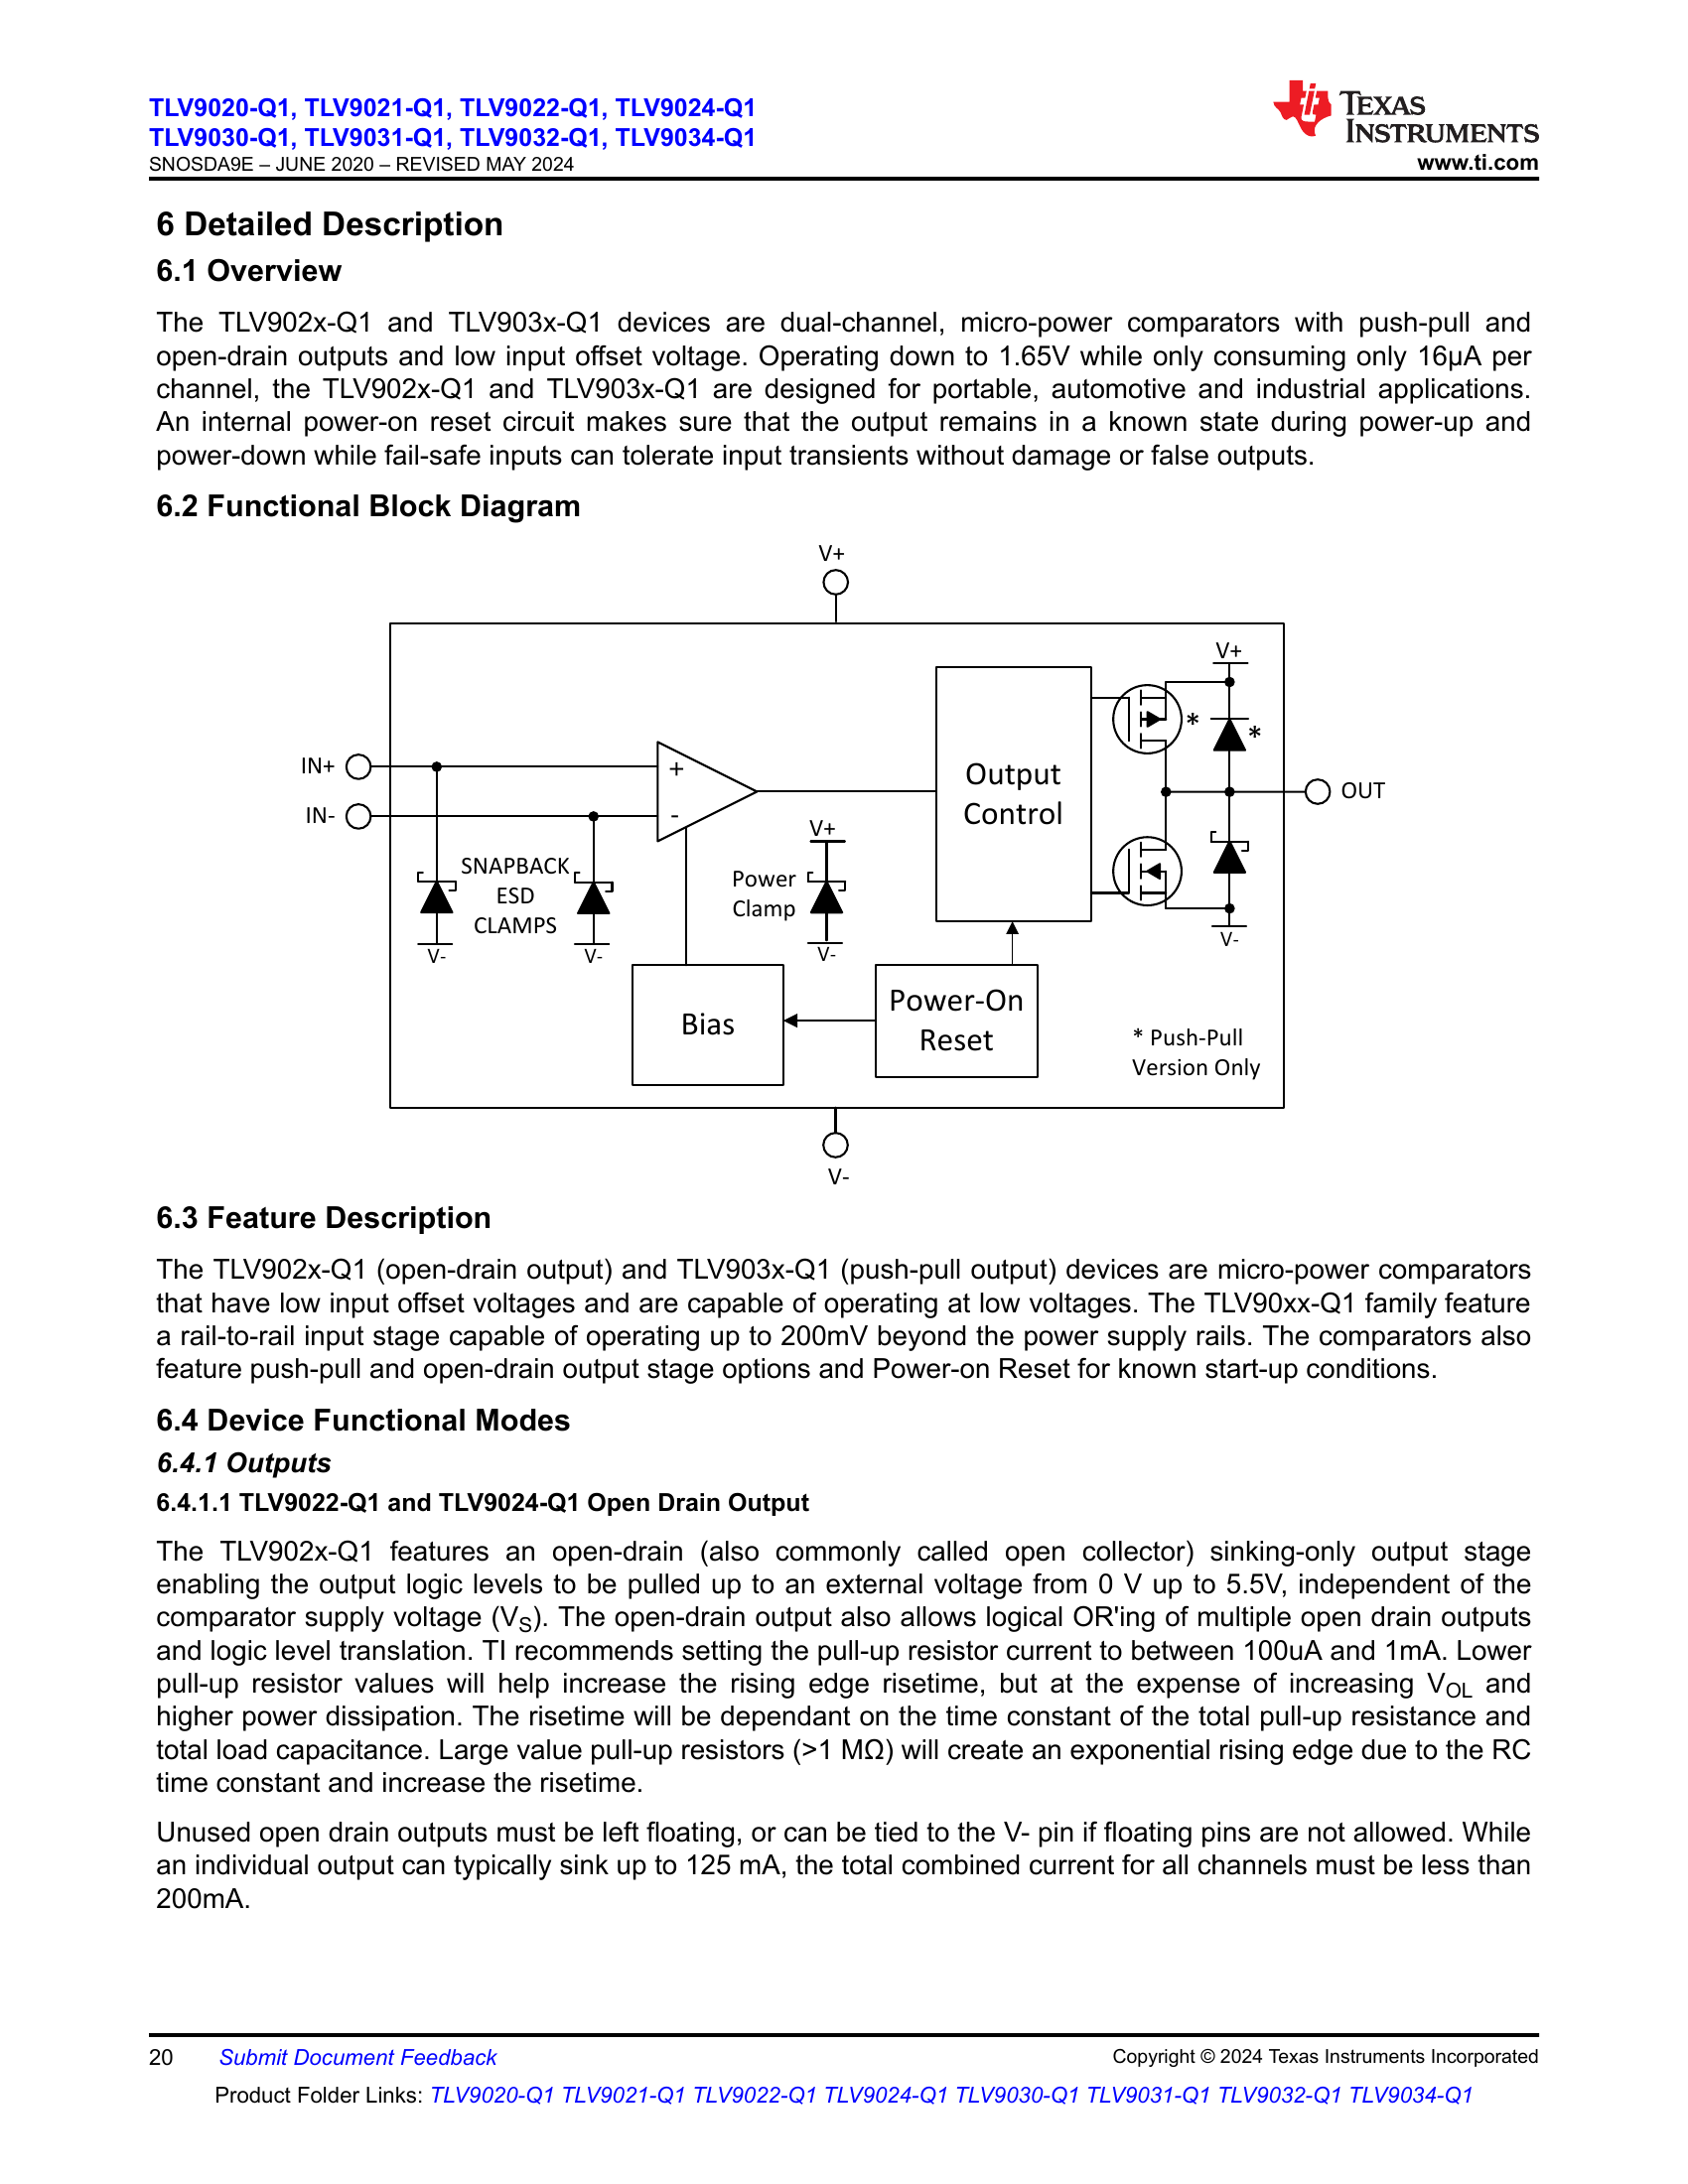 TLV9020-Q1, TLV9021-Q1, TLV9022-Q1, TLV9024-Q1
TLV9030-Q1, TLV9031-Q1, TLV9032-Q1, TLV9034-Q1
SNOSDA9E – JUNE 2020 – REVISED MAY 2024
TEXAS
INSTRUMENTS
www.ti.com
6 Detailed Description
6.1 Overview
The TLV902x-Q1 and TLV903x-Q1 devices are dual-channel, micro-power comparators with push-pull and
open-drain outputs and low input offset voltage. Operating down to 1.65V while only consuming only 16μA per
channel, the TLV902x-Q1 and TLV903x-Q1 are designed for portable, automotive and industrial applications.
An internal power-on reset circuit makes sure that the output remains in a known state during power-up and
power-down while fail-safe inputs can tolerate input transients without damage or false outputs.
6.2 Functional Block Diagram
V+
V+
*
*
IN+
+
Output
Control
OUT
IN-
-
V+
SNAPBACK
ESD
CLAMPS
Power
Clamp
V-
V-
V-
V-
Bias
Power-On
Reset
* Push-Pull
Version Only
V-
6.3 Feature Description
The TLV902x-Q1 (open-drain output) and TLV903x-Q1 (push-pull output) devices are micro-power comparators
that have low input offset voltages and are capable of operating at low voltages. The TLV90xx-Q1 family feature
a rail-to-rail input stage capable of operating up to 200mV beyond the power supply rails. The comparators also
feature push-pull and open-drain output stage options and Power-on Reset for known start-up conditions.
6.4 Device Functional Modes
6.4.1 Outputs
6.4.1.1 TLV9022-Q1 and TLV9024-Q1 Open Drain Output
The TLV902x-Q1 features an open-drain (also commonly called open collector) sinking-only output stage
enabling the output logic levels to be pulled up to an external voltage from 0 V up to 5.5V, independent of the
comparator supply voltage (VS). The open-drain output also allows logical OR'ing of multiple open drain outputs
and logic level translation. TI recommends setting the pull-up resistor current to between 100uA and 1mA. Lower
pull-up resistor values will help increase the rising edge risetime, but at the expense of increasing VOL and
higher power dissipation. The risetime will be dependant on the time constant of the total pull-up resistance and
total load capacitance. Large value pull-up resistors (>1 MΩ) will create an exponential rising edge due to the RC
time constant and increase the risetime.
Unused open drain outputs must be left floating, or can be tied to the V- pin if floating pins are not allowed. While
an individual output can typically sink up to 125 mA, the total combined current for all channels must be less than
200mA.
20 Submit Document Feedback
Copyright © 2024 Texas Instruments Incorporated
Product Folder Links: TLV9020-Q1 TLV9021-Q1 TLV9022-Q1 TLV9024-Q1 TLV9030-Q1 TLV9031-Q1 TLV9032-Q1 TLV9034-Q1